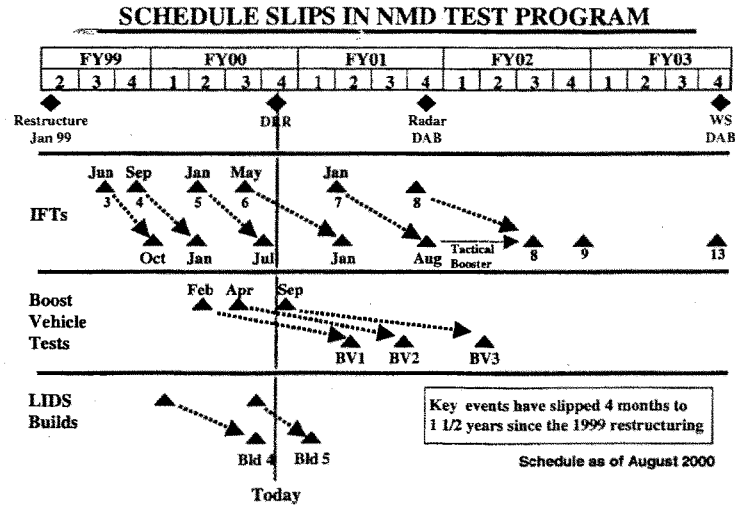 SCHEDULE SLIPS IN NMD TEST PROGRAM
FY99 FY00 FY01 FY02 FY03
2 3 4 1 2 3 4 1 2 3 4 1 2 3 4 1 2 3 4
Restructure
Jan 99
DRR
Radar
DAB
WS
DAB
Jun Sep Jan May Jan
3 4 5 6 7 8
IFTs
Oct Jan Jul Jan Aug
Tactical
Booster
8 9 13
Boost
Vehicle
Tests
Feb Apr Sep
BV1 BV2 BV3
LIDS
Builds
Bld 4 Bld 5
Key events have slipped 4 months to
1 1/2 years since the 1999 restructuring
Schedule as of August 2000
Today